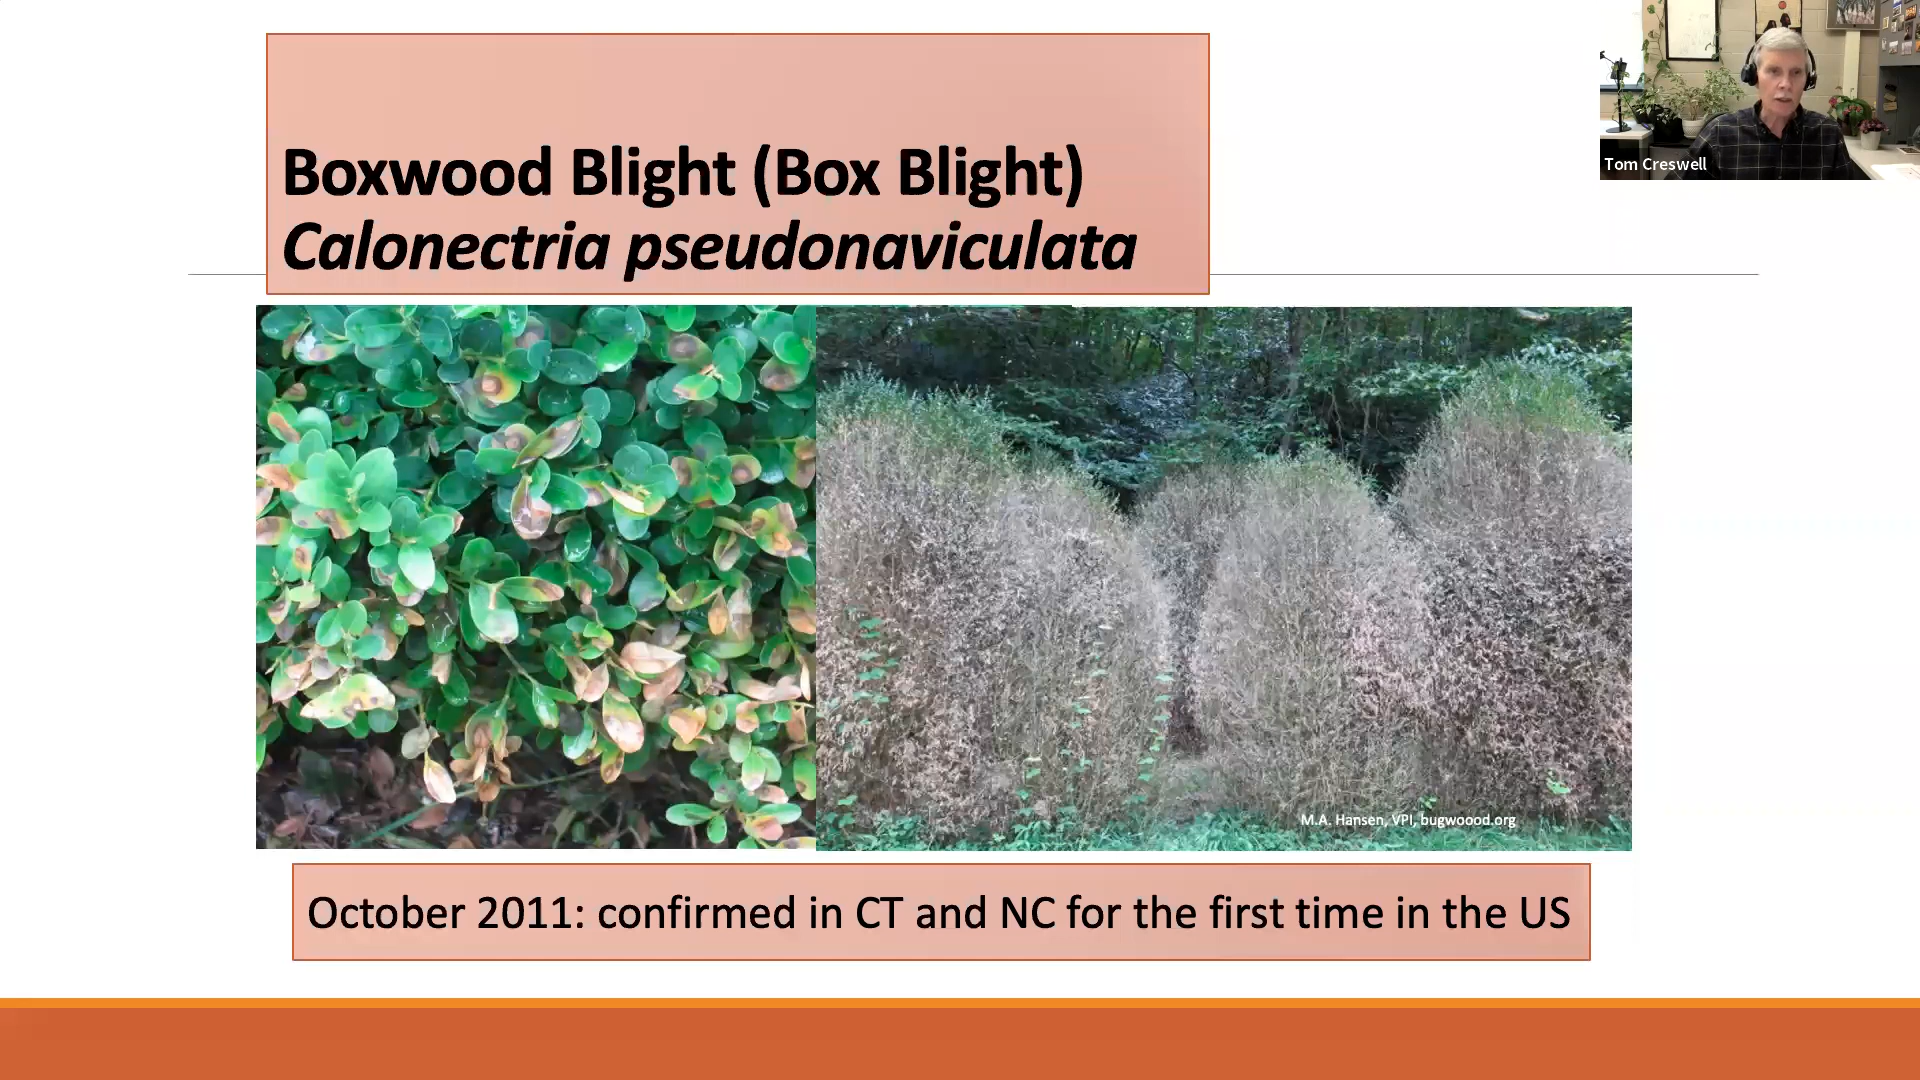 Boxwood Blight (Box Blight)
Calonectria pseudonaviculata
Tom Creswell
M.A. Hansen, VPI, bugwoood.org
October 2011: confirmed in CT and NC for the first time in the US